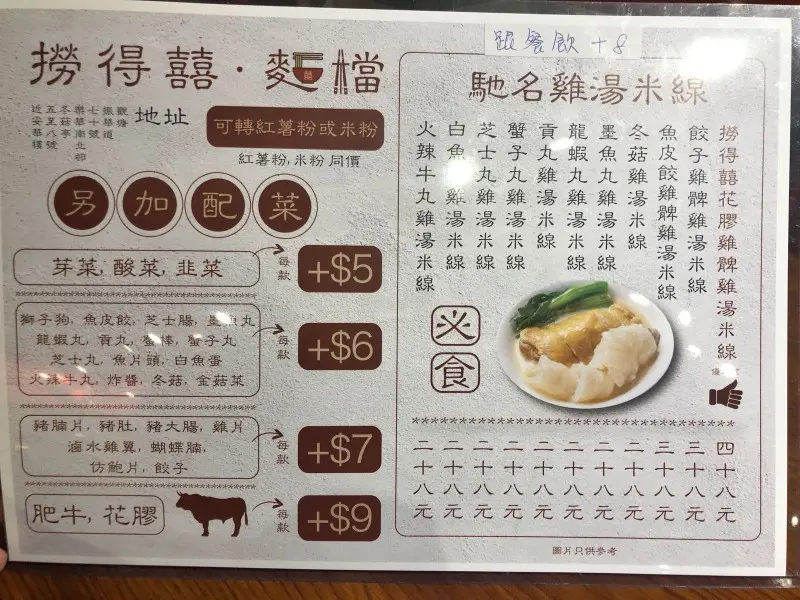 撈得囍・麵檔
地址
可轉紅薯粉或米粉
紅薯粉, 米粉 同價
另加配菜
芽菜, 酸菜, 韭菜
每款
+$5
獅子狗, 魚皮餃, 芝士腸, 墨魚丸
龍蝦丸, 貢丸, 蟹棒, 蟹子丸
芝士丸, 魚片頭, 白魚蛋
火辣牛丸, 炸醬, 冬菇, 金菇菜
每款
+$6
豬腩片, 豬肚, 豬大腸, 雞片
滷水雞翼, 蝴蝶腩,
仿鮑片, 餃子
每款
+$7
肥牛, 花膠
每款
+$9
跟餐飲 +8
馳名雞湯米線
撈得囍花膠雞髀雞湯米線
餃子雞髀雞湯米線
魚皮餃雞髀雞湯米線
冬菇雞湯米線
墨魚丸雞湯米線
龍蝦丸雞湯米線
貢丸雞湯米線
蟹子丸雞湯米線
芝士丸雞湯米線
白魚蛋雞湯米線
火辣牛丸雞湯米線
必食
四十八元
三十八元
三十八元
二十八元
二十八元
二十八元
二十八元
二十八元
二十八元
二十八元
二十八元
圖片只供參考